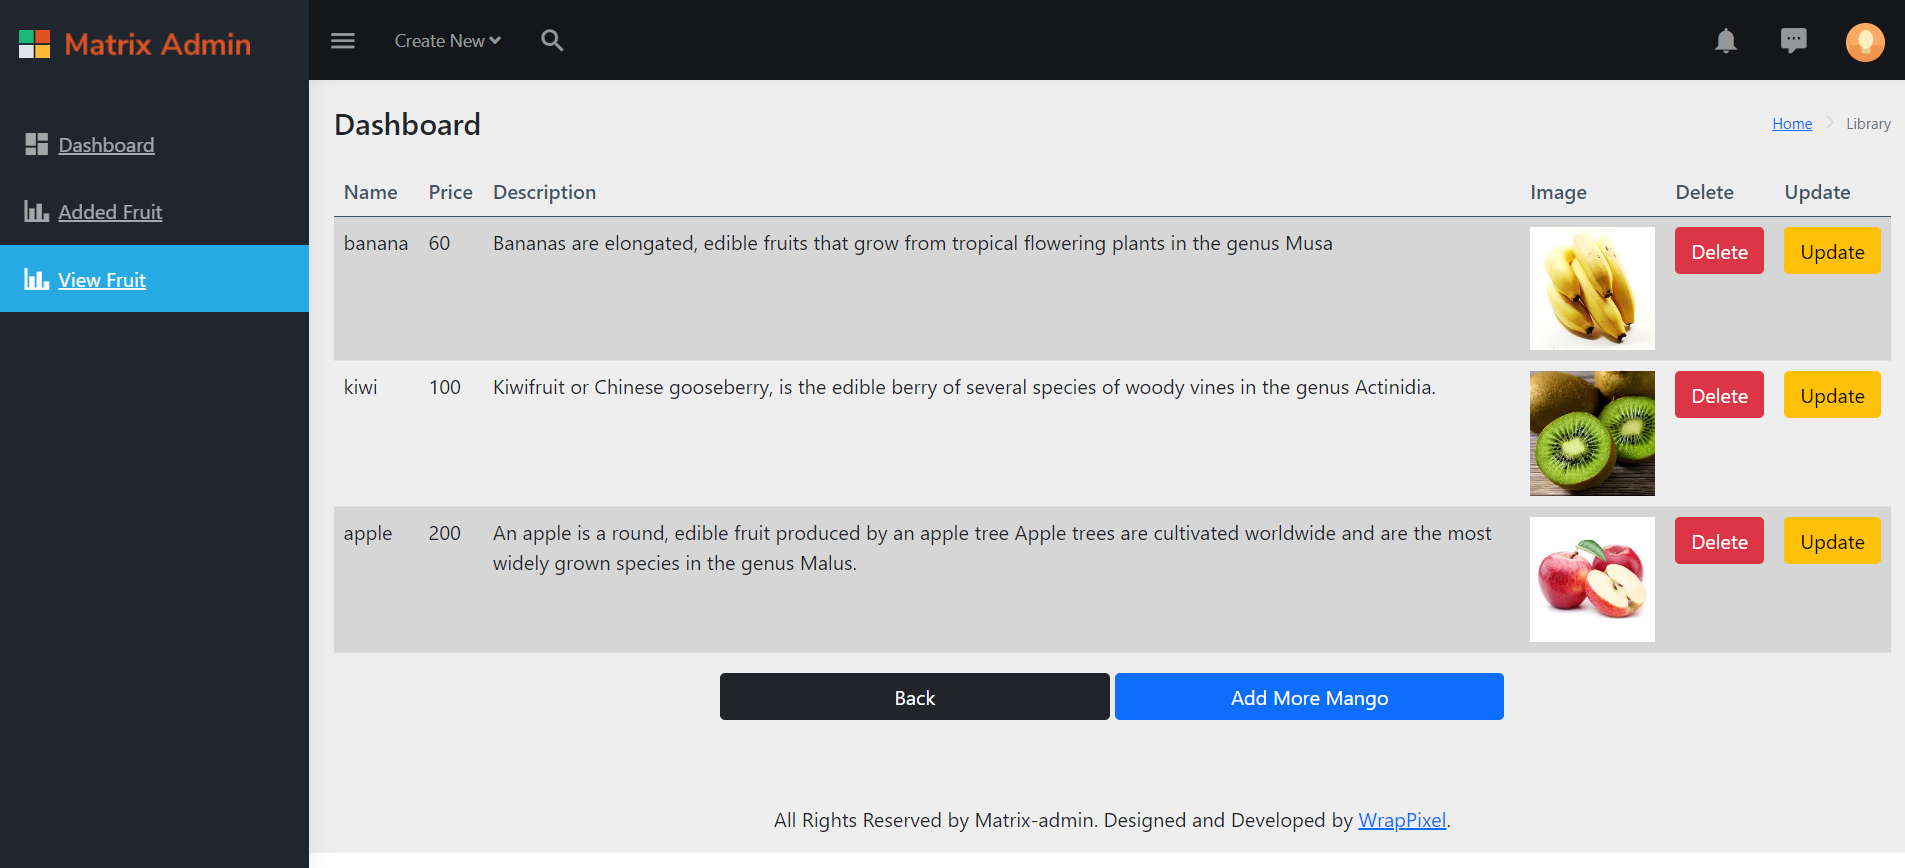 Matrix Admin
Create New
Dashboard
Added Fruit
View Fruit
Dashboard
Home
Library
Name Price Description Image Delete Update
banana 60 Bananas are elongated, edible fruits that grow from tropical flowering plants in the genus Musa Delete Update
kiwi 100 Kiwifruit or Chinese gooseberry, is the edible berry of several species of woody vines in the genus Actinidia. Delete Update
apple 200 An apple is a round, edible fruit produced by an apple tree Apple trees are cultivated worldwide and are the most Delete Update
widely grown species in the genus Malus.
Back
Add More Mango
All Rights Reserved by Matrix-admin. Designed and Developed by WrapPixel.